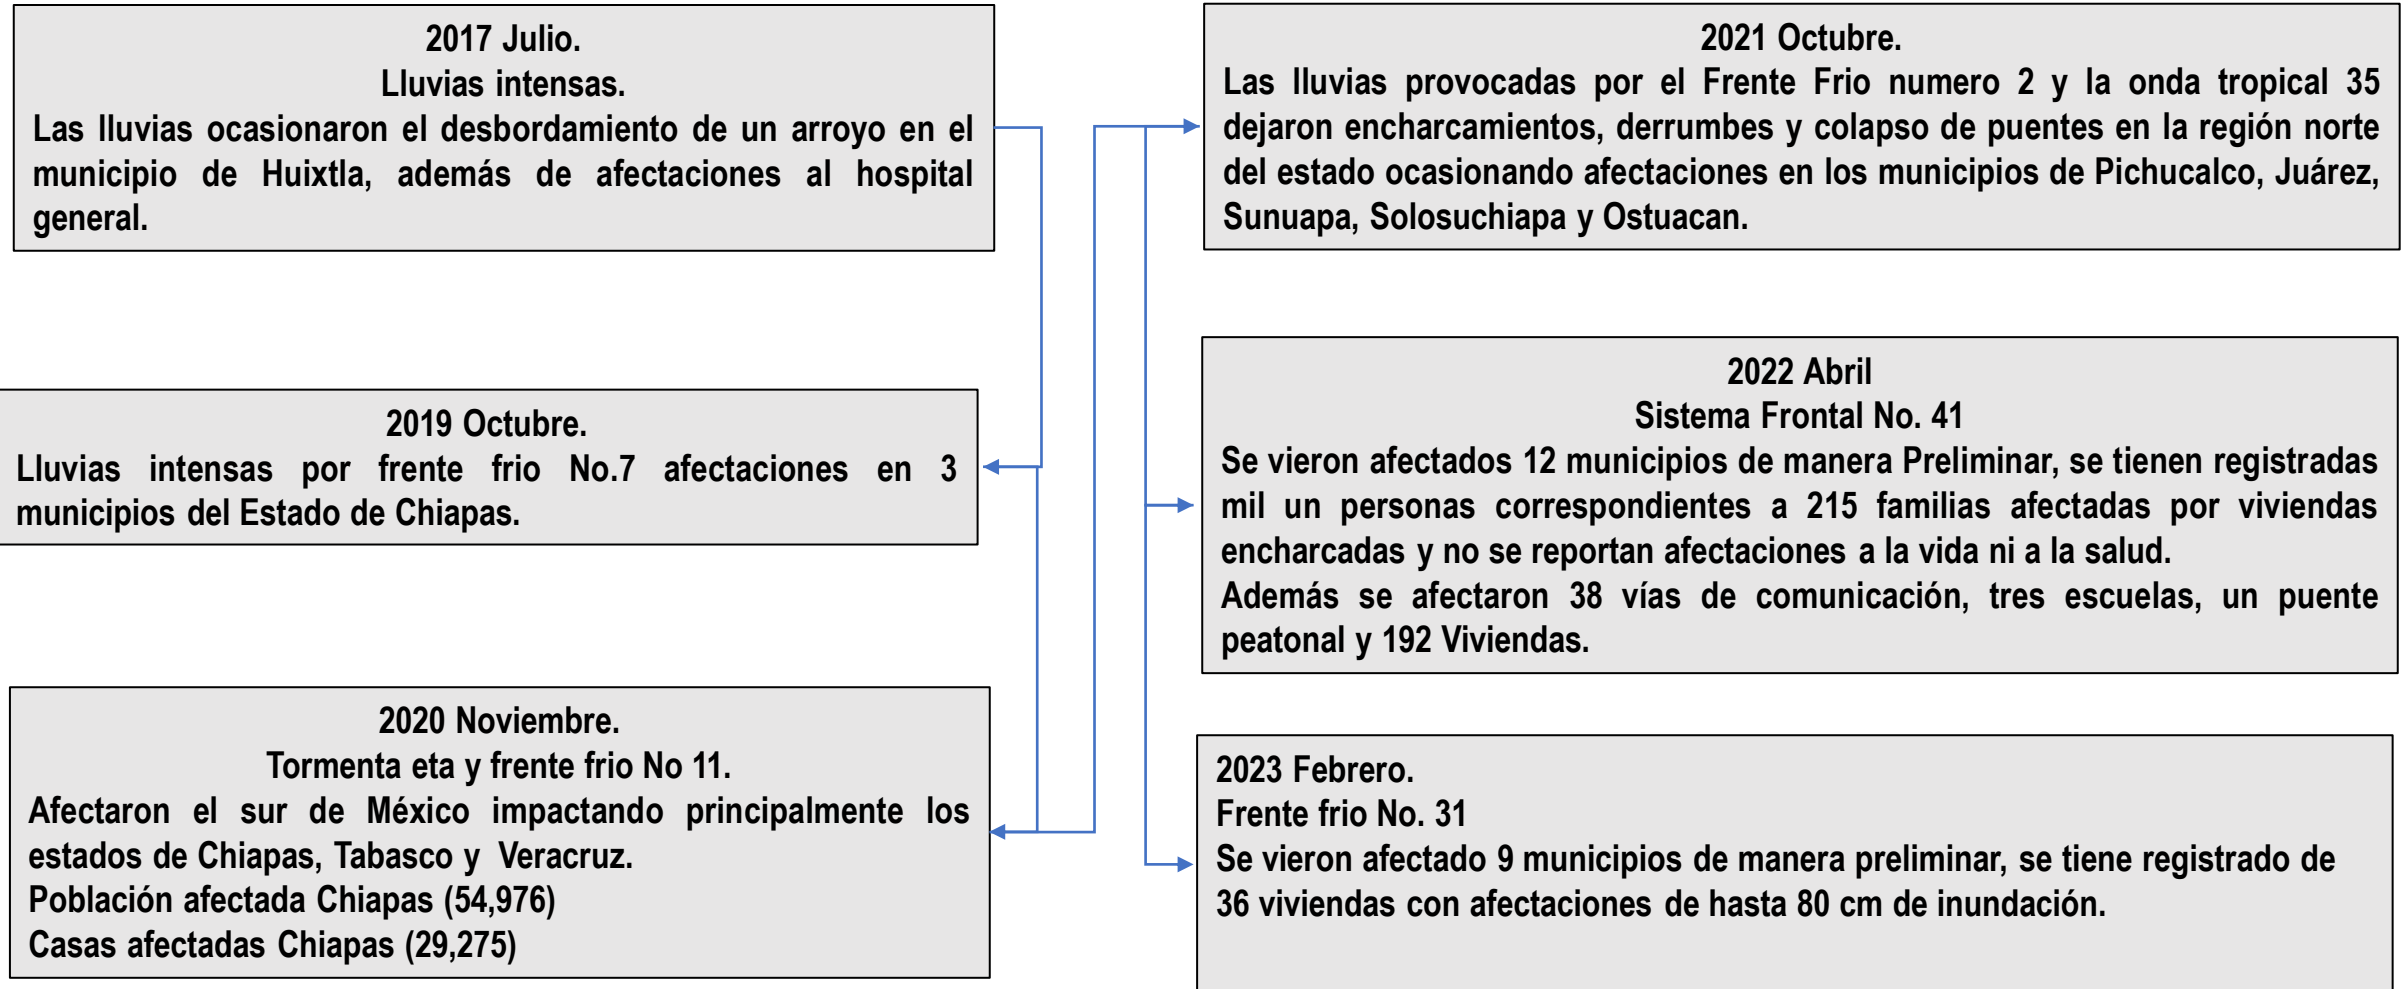 2017 Julio.
Lluvias intensas.
Las lluvias ocasionaron el desbordamiento de un arroyo en el
municipio de Huixtla, además de afectaciones al hospital
general.
2019 Octubre.
Lluvias intensas por frente frio No.7 afectaciones en 3
municipios del Estado de Chiapas.
2020 Noviembre.
Tormenta eta y frente frio No 11.
Afectaron el sur de México impactando principalmente los
estados de Chiapas, Tabasco y Veracruz.
Población afectada Chiapas (54,976)
Casas afectadas Chiapas (29,275)
2021 Octubre.
Las lluvias provocadas por el Frente Frio numero 2 y la onda tropical 35
dejaron encharcamientos, derrumbes y colapso de puentes en la región norte
del estado ocasionando afectaciones en los municipios de Pichucalco, Juárez,
Sunuapa, Solosuchiapa y Ostuacan.
2022 Abril
Sistema Frontal No. 41
Se vieron afectados 12 municipios de manera Preliminar, se tienen registradas
mil un personas correspondientes a 215 familias afectadas por viviendas
encharcadas y no se reportan afectaciones a la vida ni a la salud.
Además se afectaron 38 vías de comunicación, tres escuelas, un puente
peatonal y 192 Viviendas.
2023 Febrero.
Frente frio No. 31
Se vieron afectado 9 municipios de manera preliminar, se tiene registrado de
36 viviendas con afectaciones de hasta 80 cm de inundación.